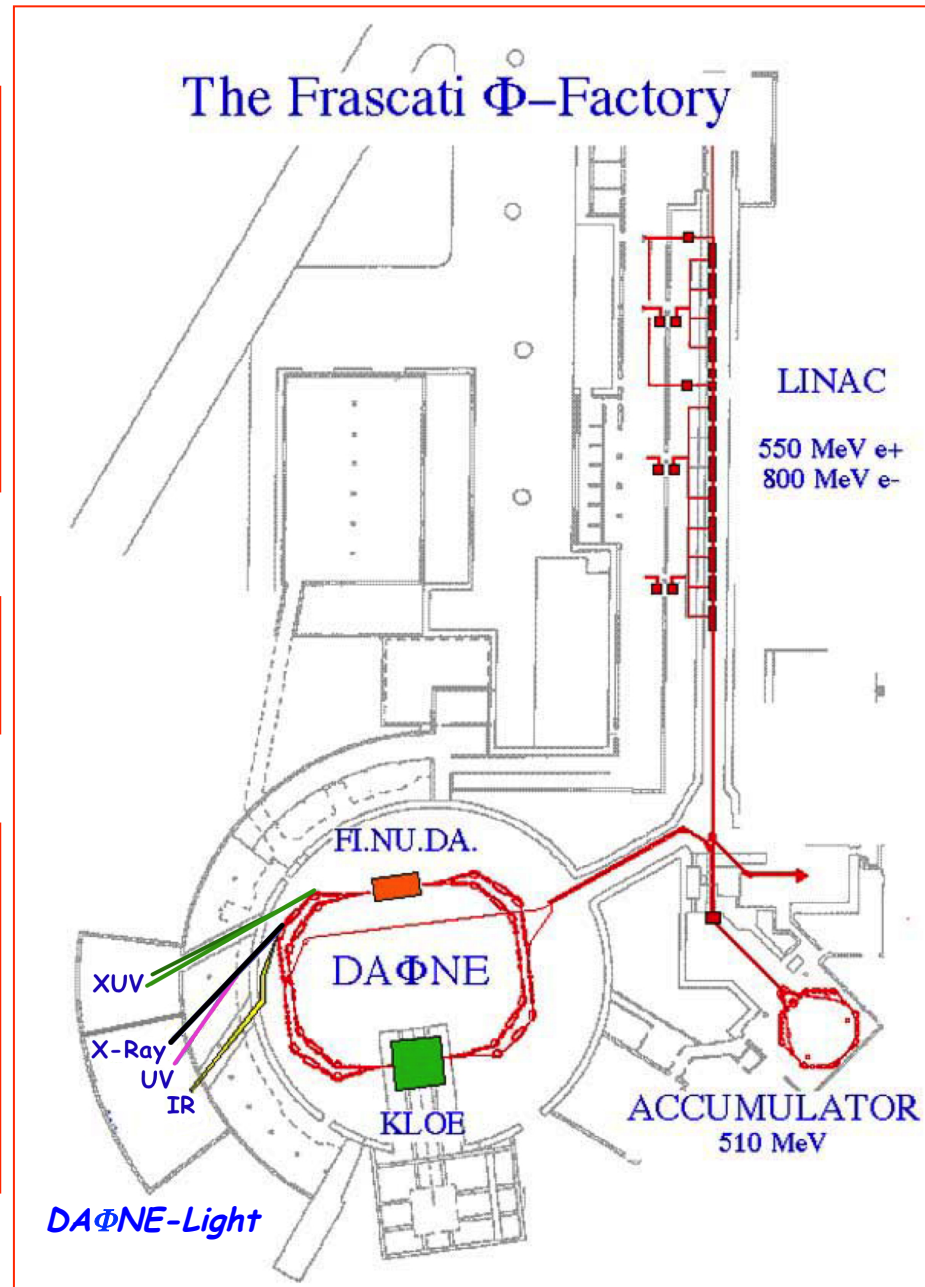 The Frascati Φ-Factory
LINAC
550 MeV e+
800 MeV e-
FI.NU.DA.
DAΦNE
XUV
X-Ray
UV
IR
KLOE
ACCUMULATOR
510 MeV
DAΦNE-Light